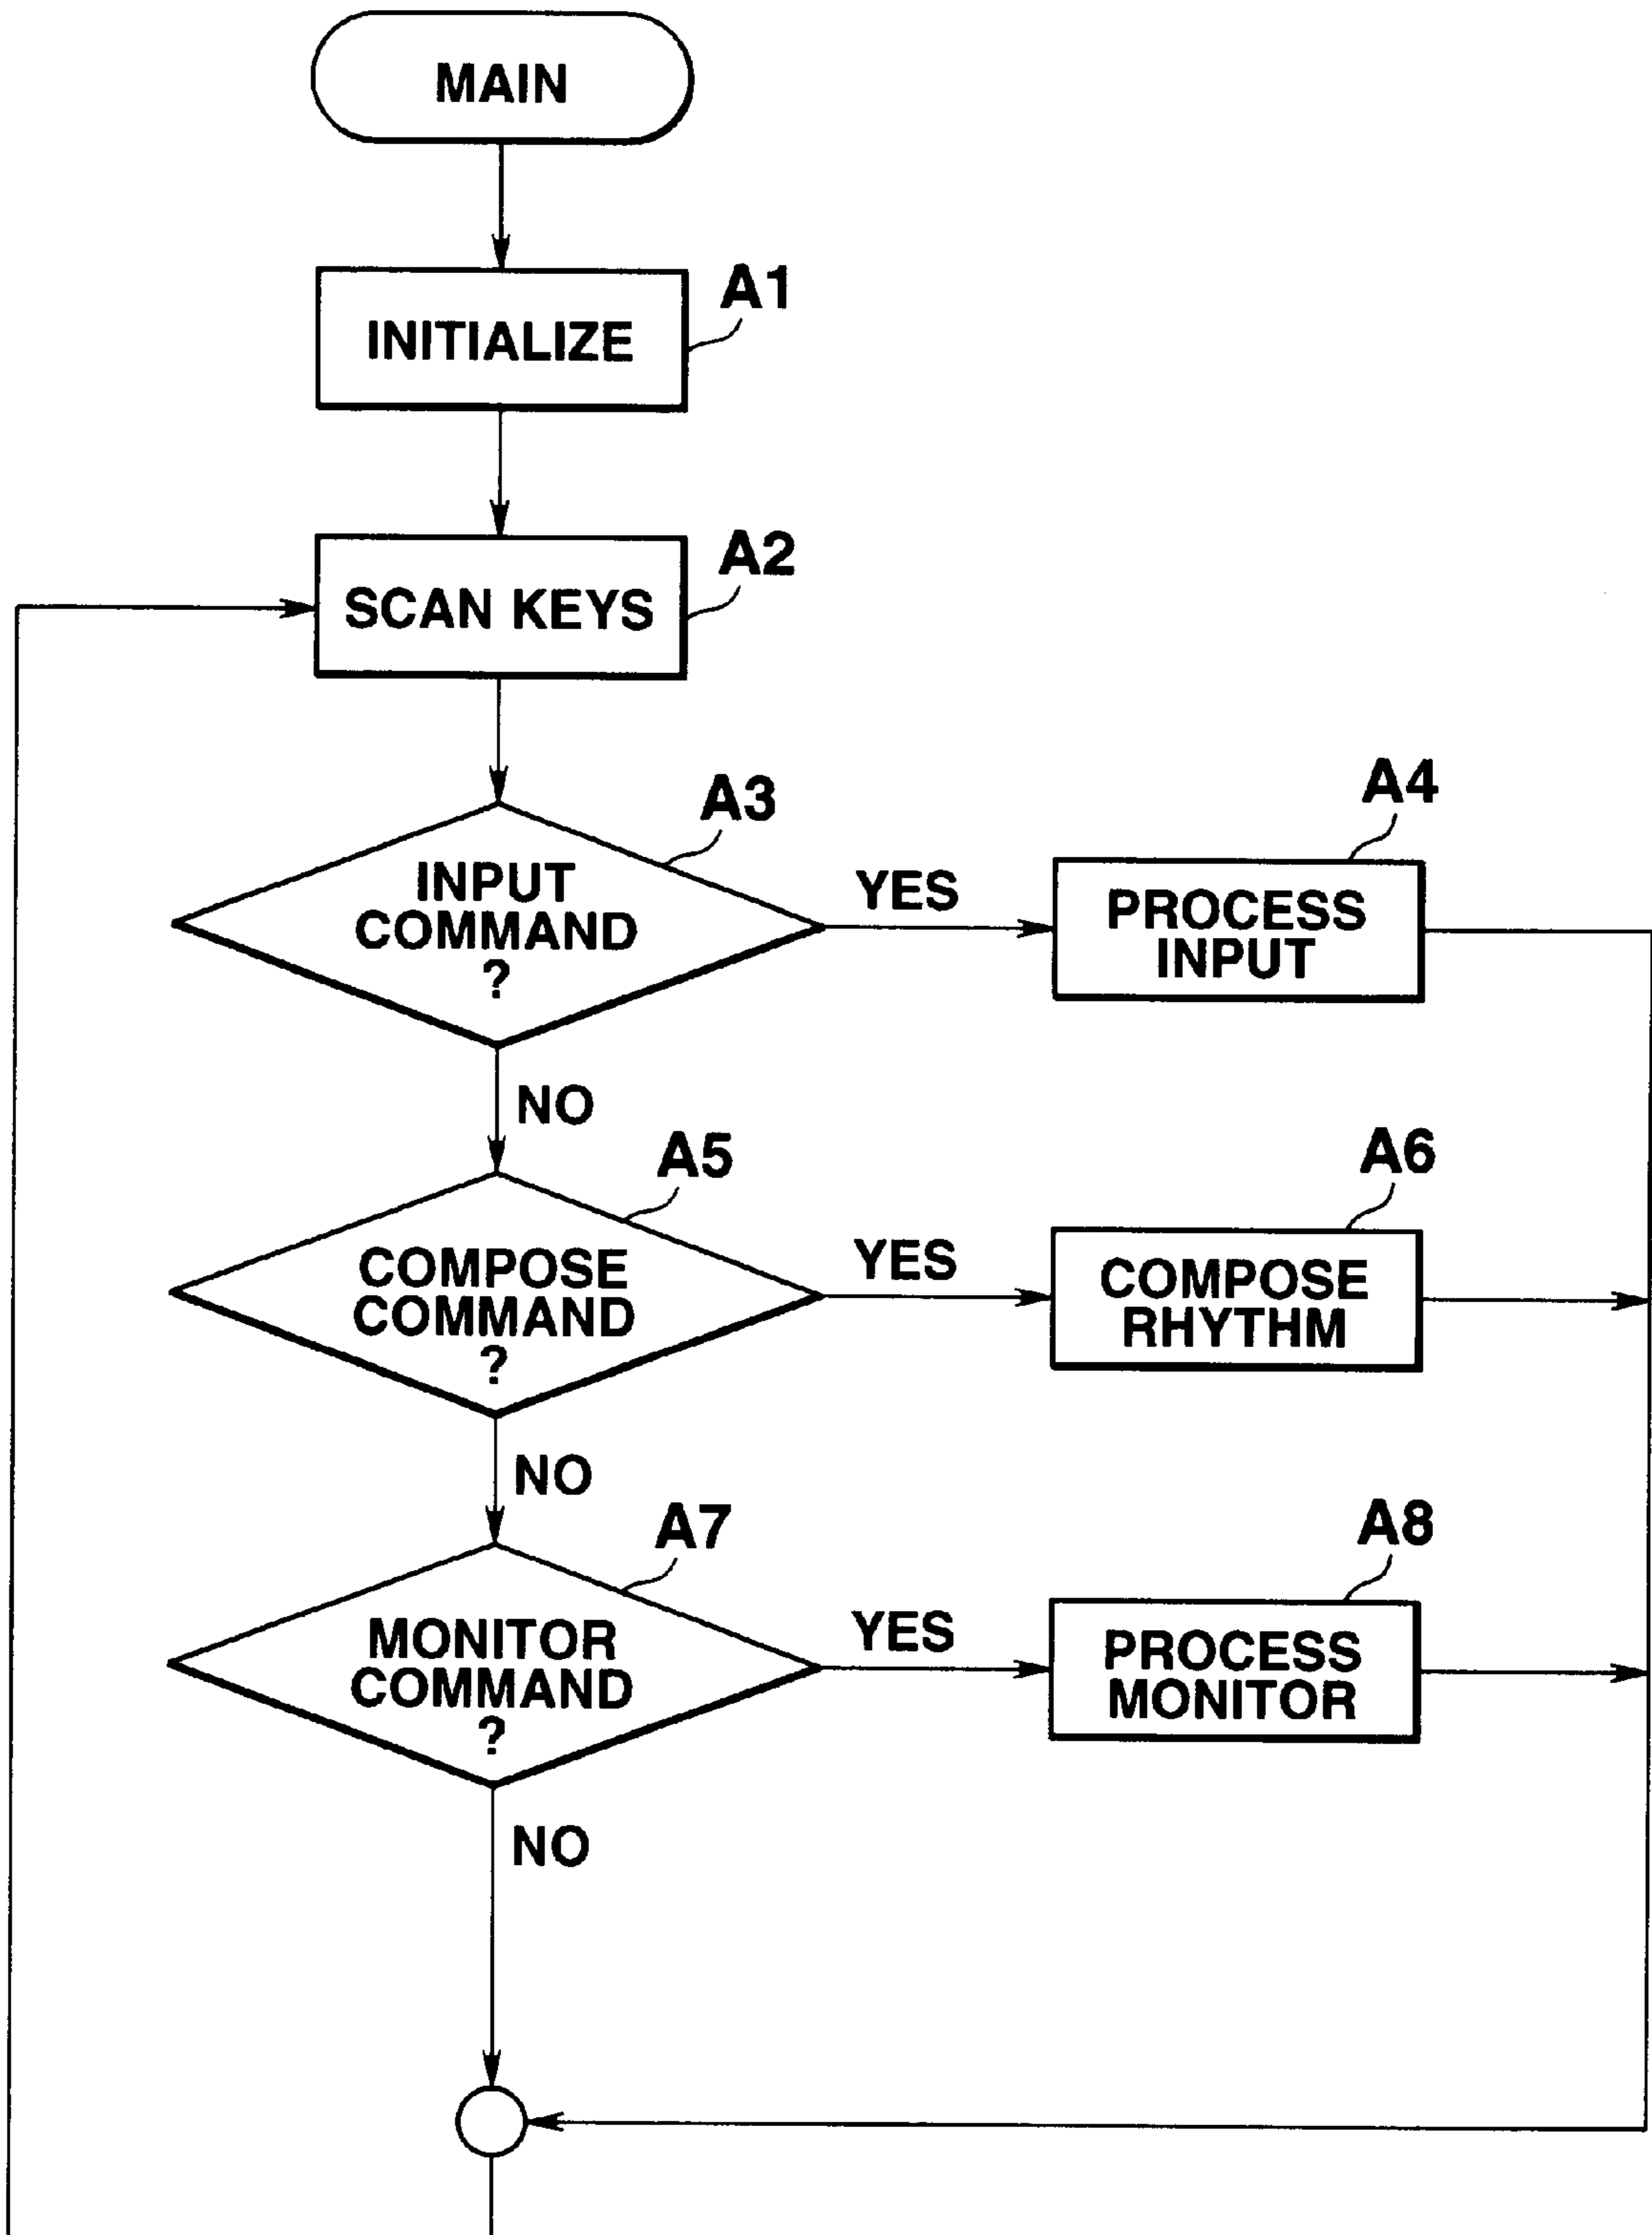 MAIN
A1
INITIALIZE
A2
SCAN KEYS
A3
INPUT
COMMAND
?
YES
A4
PROCESS
INPUT
NO
A5
COMPOSE
COMMAND
?
YES
A6
COMPOSE
RHYTHM
NO
A7
MONITOR
COMMAND
?
YES
A8
PROCESS
MONITOR
NO